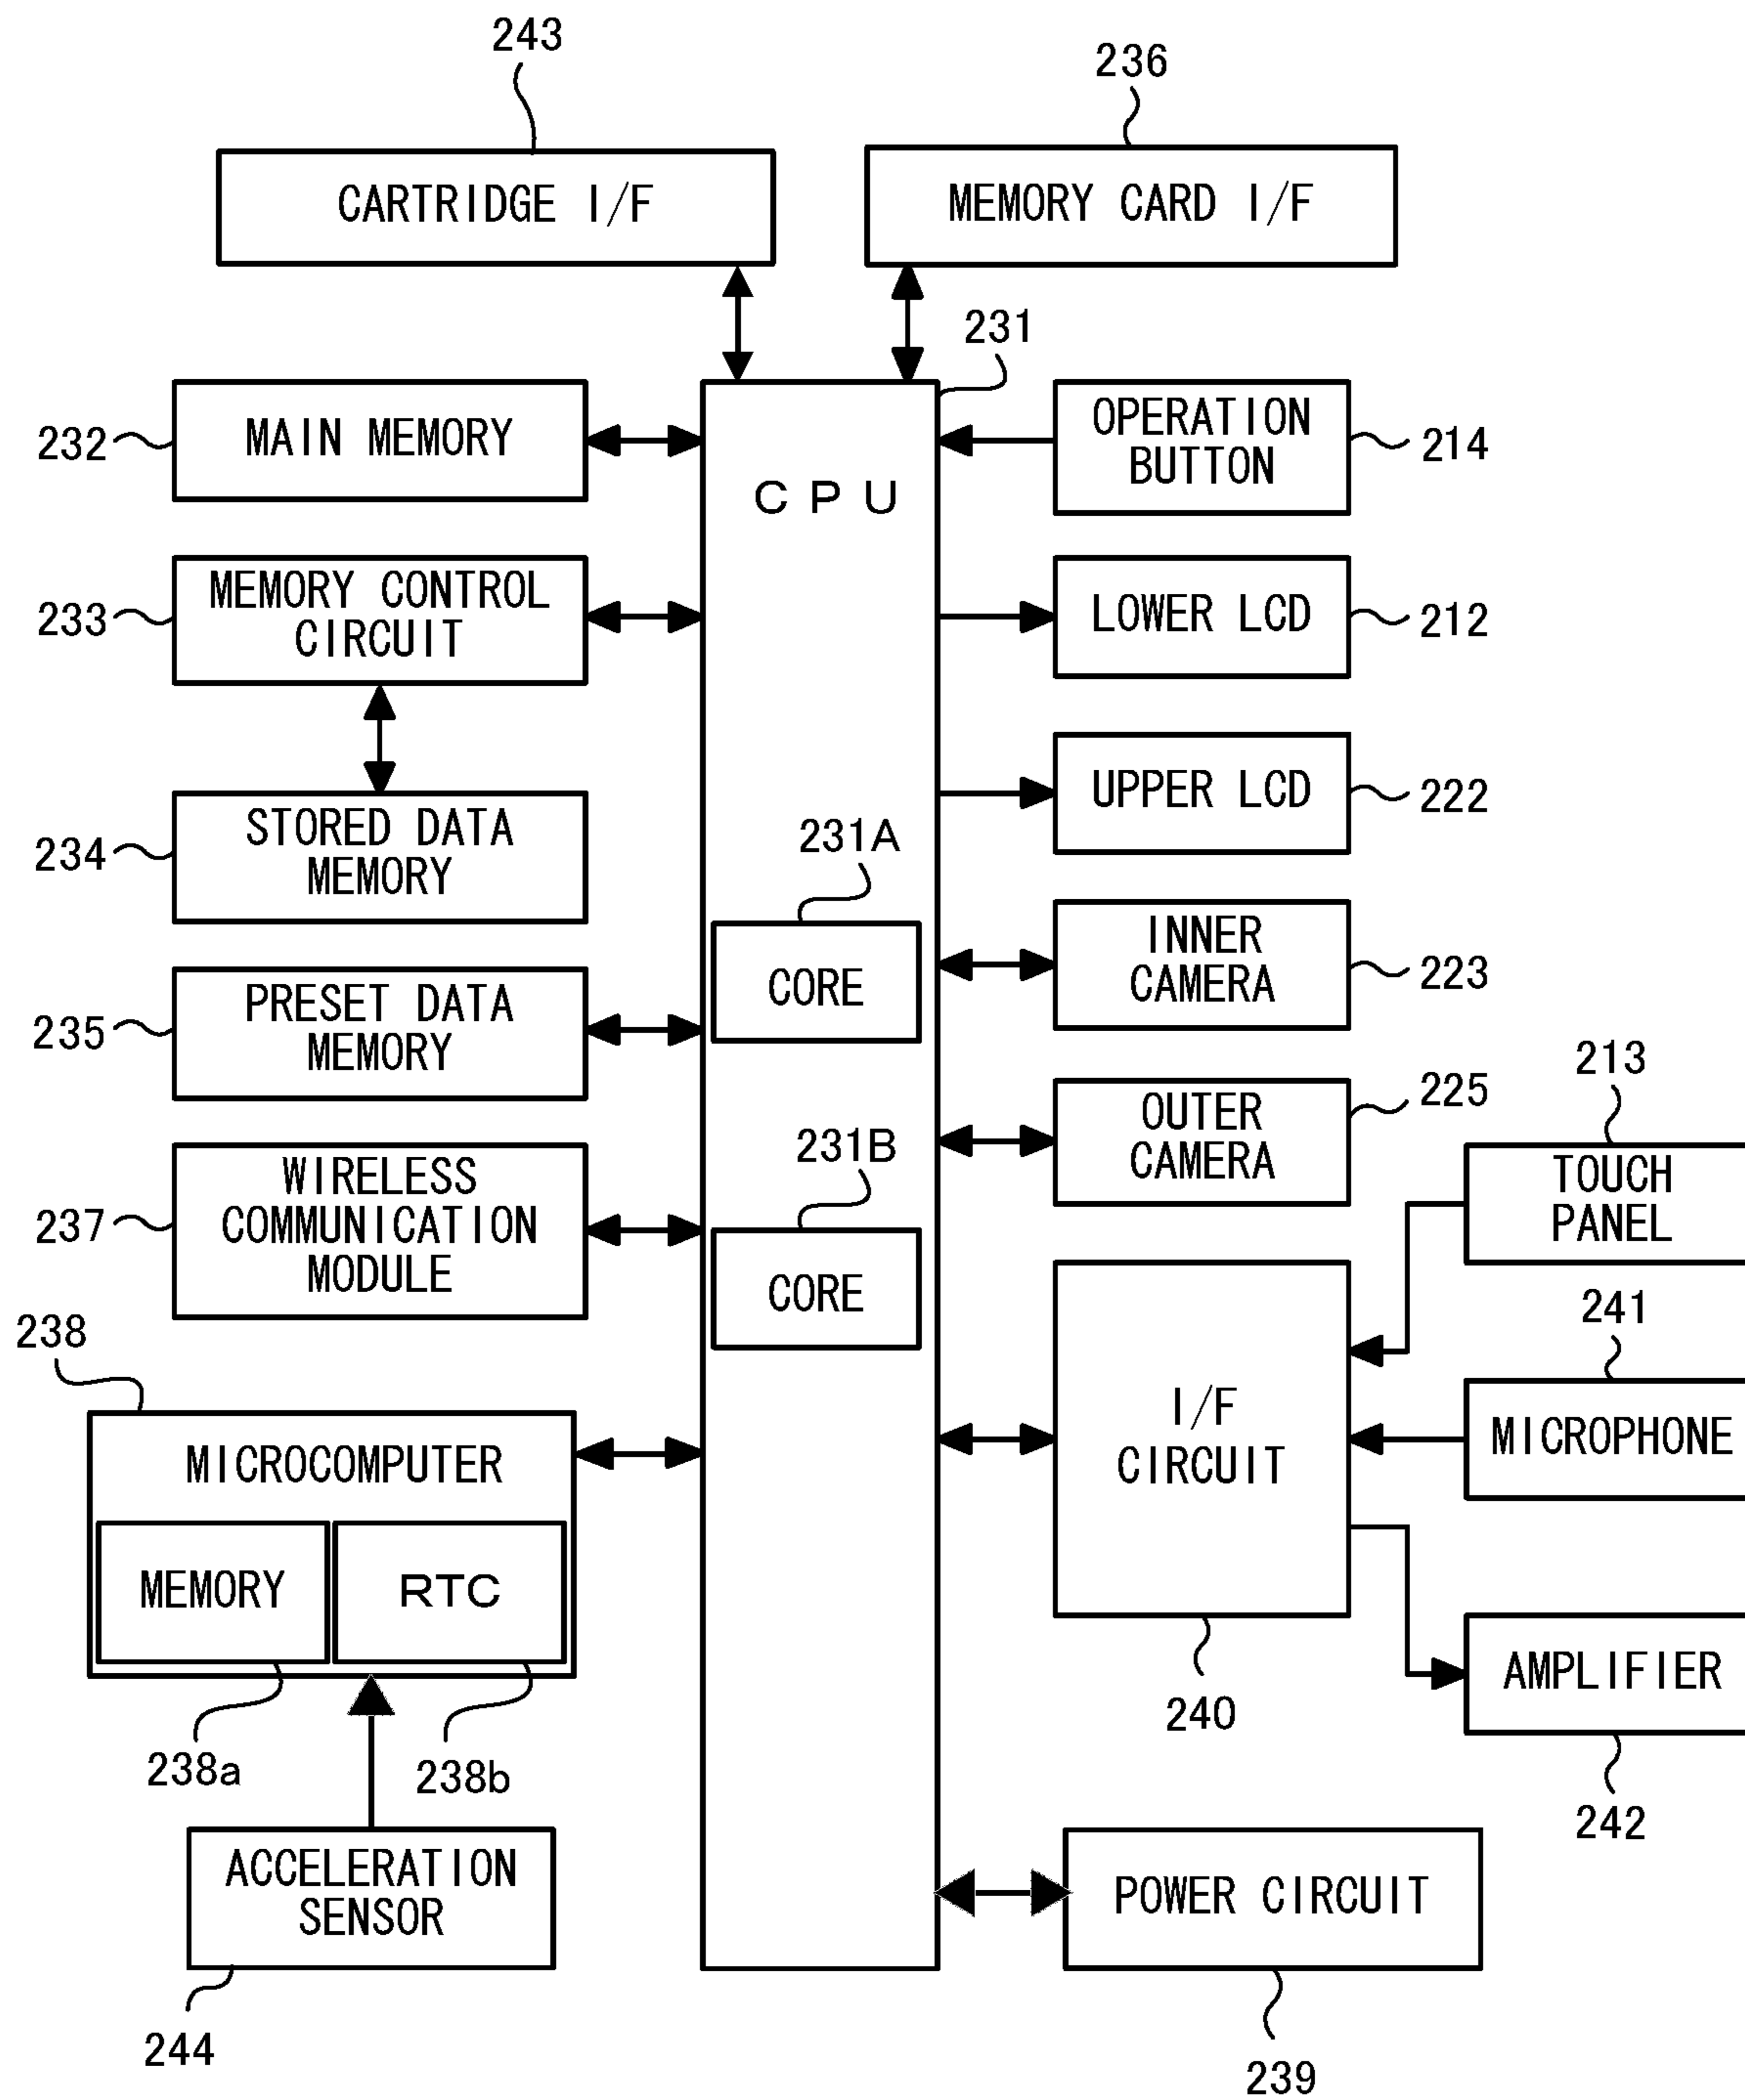 243
236
CARTRIDGE I/F
MEMORY CARD I/F
231
232
MAIN MEMORY
CPU
OPERATION
BUTTON
214
233
MEMORY CONTROL
CIRCUIT
LOWER LCD
212
UPPER LCD
222
234
STORED DATA
MEMORY
231A
CORE
INNER
CAMERA
223
235
PRESET DATA
MEMORY
213
225
OUTER
CAMERA
231B
TOUCH
PANEL
237
WIRELESS
COMMUNICATION
MODULE
CORE
241
238
MICROCOMPUTER
I/F
CIRCUIT
MICROPHONE
MEMORY
RTC
240
AMPLIFIER
238a
238b
242
ACCELERATION
SENSOR
POWER CIRCUIT
244
239